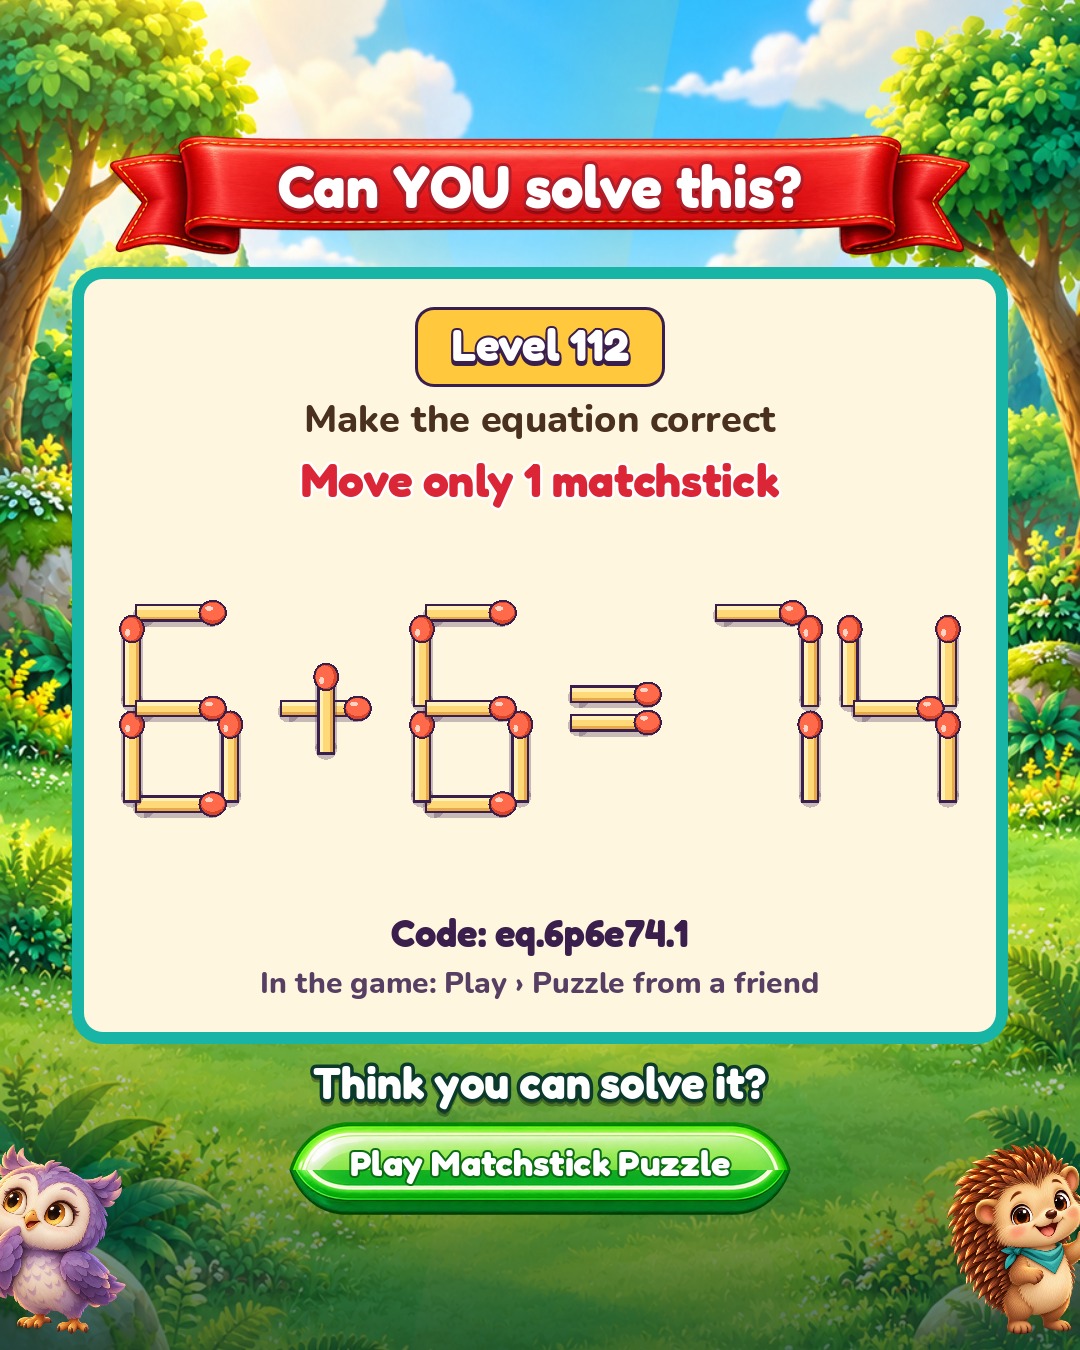 Can YOU solve this?
Level 112
Make the equation correct
Move only 1 matchstick
6+6=74
Code: eq.6p6e74.1
In the game: Play › Puzzle from a friend
Think you can solve it?
Play Matchstick Puzzle